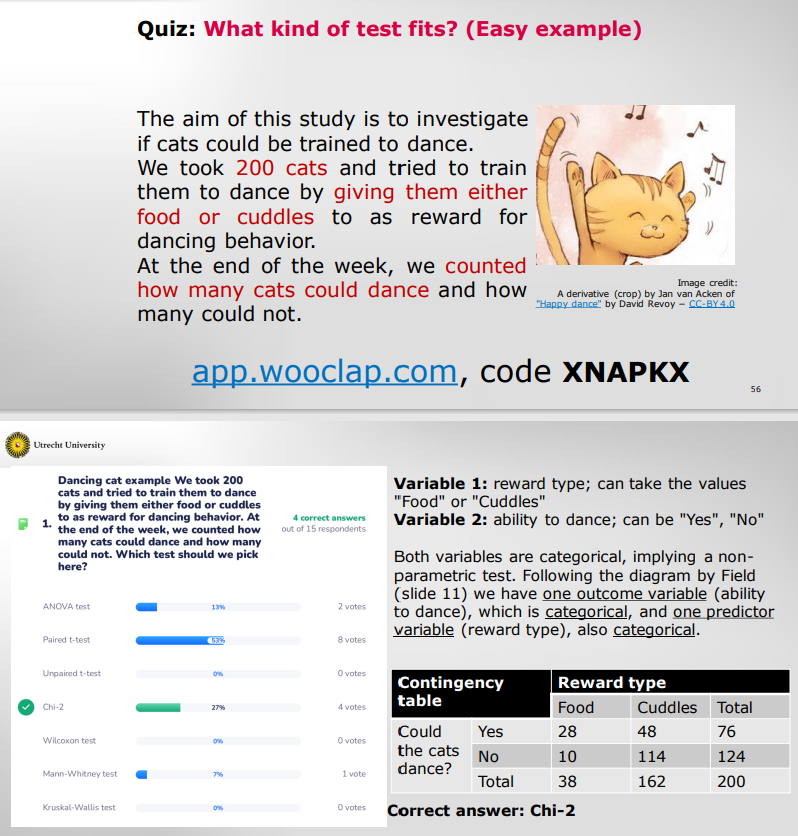 Quiz: What kind of test fits? (Easy example)
The aim of this study is to investigate
if cats could be trained to dance.
We took 200 cats and tried to train
them to dance by giving them either
food or cuddles to as reward for
dancing behavior.
At the end of the week, we counted
how many cats could dance and how
many could not.
Image credit:
A derivative (crop) by Jan van Acken of
"Happy dance" by David Revoy – CC-BY 4.0
app.wooclap.com, code XNAPKX
56
Utrecht University
1.
Dancing cat example We took 200
cats and tried to train them to dance
by giving them either food or cuddles
to as reward for dancing behavior. At
the end of the week, we counted how
many cats could dance and how many
could not. Which test should we pick
here?
4 correct answers
out of 15 respondents
ANOVA test 13% 2 votes
Paired t-test 53% 8 votes
Unpaired t-test 0% 0 votes
Chi-2 27% 4 votes
Wilcoxon test 0% 0 votes
Mann-Whitney test 7% 1 vote
Kruskal-Wallis test 0% 0 votes
Variable 1: reward type; can take the values
"Food" or "Cuddles"
Variable 2: ability to dance; can be "Yes", "No"
Both variables are categorical, implying a non-
parametric test. Following the diagram by Field
(slide 11) we have one outcome variable (ability
to dance), which is categorical, and one predictor
variable (reward type), also categorical.
Contingency
table
Reward type
Food Cuddles Total
Could
the cats
dance?
Yes 28 48 76
No 10 114 124
Total 38 162 200
Correct answer: Chi-2